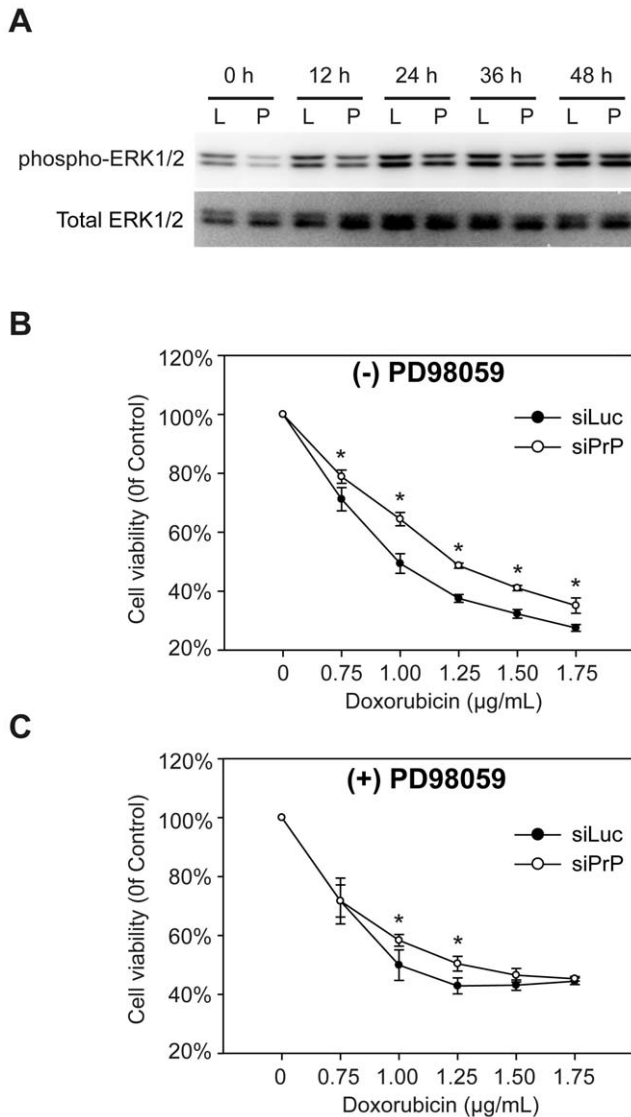 A
0 h 12 h 24 h 36 h 48 h
L P L P L P L P L P
phospho-ERK1/2
Total ERK1/2
B
120%
100%
80%
60%
40%
20%
Cell viability (0f Control)
(-) PD98059
siLuc
siPrP
* * * * *
0 0.75 1.00 1.25 1.50 1.75
Doxorubicin (µg/mL)
C
120%
100%
80%
60%
40%
20%
Cell viability (0f Control)
(+) PD98059
siLuc
siPrP
* *
0 0.75 1.00 1.25 1.50 1.75
Doxorubicin (µg/mL)